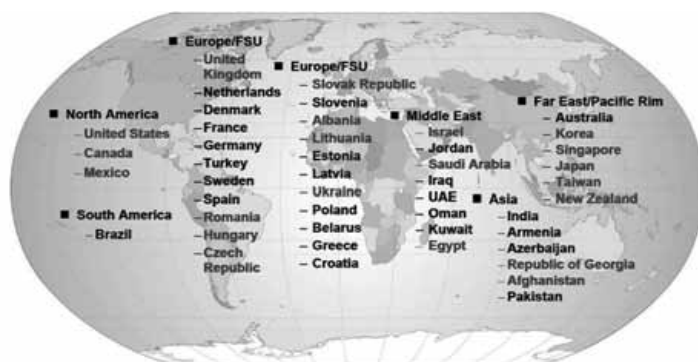 ■ North America
– United States
– Canada
– Mexico
■ South America
– Brazil
■ Europe/FSU
– United
Kingdom
– Netherlands
– Denmark
– France
– Germany
– Turkey
– Sweden
– Spain
– Romania
– Hungary
– Czech
Republic
■ Europe/FSU
– Slovak Republic
– Slovenia
– Albania
– Lithuania
– Estonia
– Latvia
– Ukraine
– Poland
– Belarus
– Greece
– Croatia
■ Middle East
– Israel
– Jordan
– Saudi Arabia
– Iraq
– UAE
– Oman
– Kuwait
– Egypt
■ Asia
– India
– Armenia
– Azerbaijan
– Republic of Georgia
– Afghanistan
– Pakistan
■ Far East/Pacific Rim
– Australia
– Korea
– Singapore
– Japan
– Taiwan
– New Zealand